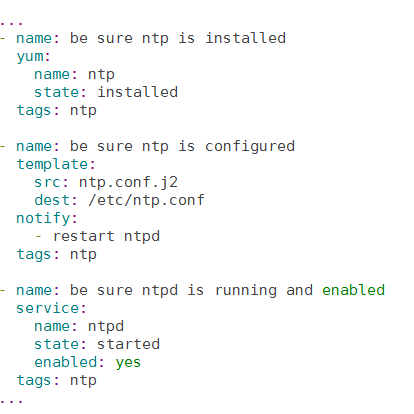 ...
- name: be sure ntp is installed
  yum:
    name: ntp
    state: installed
  tags: ntp

- name: be sure ntp is configured
  template:
    src: ntp.conf.j2
    dest: /etc/ntp.conf
  notify:
    - restart ntpd
  tags: ntp

- name: be sure ntpd is running and enabled
  service:
    name: ntpd
    state: started
    enabled: yes
  tags: ntp
...